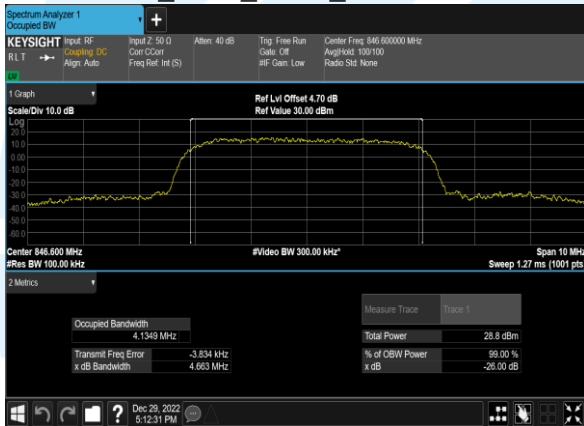 Spectrum Analyzer 1
Occupied BW
+
KEYSIGHT Input: RF Input Z: 50 Ω Atten: 40 dB Trig: Free Run Center Freq: 846.600000 MHz
RLT Coupling: DC Corr CCorr Gate: Off Avg|Hold: 100/100
Align: Auto Freq Ref: Int (S) #IF Gain: Low Radio Std: None
1 Graph
Ref Lvl Offset 4.70 dB
Scale/Div 10.0 dB Ref Value 30.00 dBm
Log
20.0
10.0
0.00
-10.0
-20.0
-30.0
-40.0
-50.0
-60.0
Center 846.600 MHz #Video BW 300.00 kHz* Span 10 MHz
#Res BW 100.00 kHz Sweep 1.27 ms (1001 pts
2 Metrics
Measure Trace Trace 1
Occupied Bandwidth
4.1349 MHz Total Power 28.8 dBm
Transmit Freq Error -3.834 kHz % of OBW Power 99.00 %
x dB Bandwidth 4.663 MHz x dB -26.00 dB
? Dec 29, 2022
5:12:31 PM